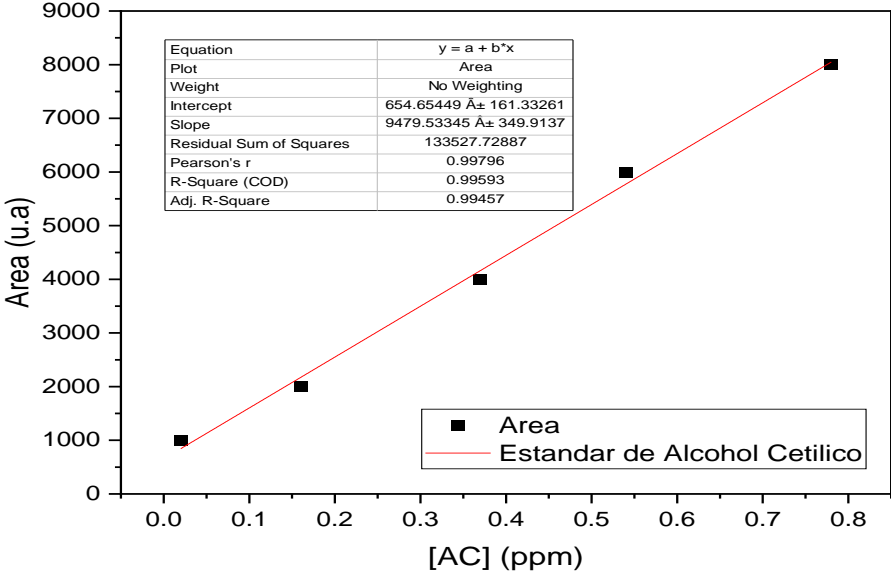 9000
8000
7000
6000
5000
4000
3000
2000
1000
0
Area (u.a)
Equation y = a + b*x
Plot Area
Weight No Weighting
Intercept 654.65449 Â± 161.33261
Slope 9479.53345 Â± 349.9137
Residual Sum of Squares 133527.72887
Pearson's r 0.99796
R-Square (COD) 0.99593
Adj. R-Square 0.99457
Area
Estandar de Alcohol Cetilico
0.0 0.1 0.2 0.3 0.4 0.5 0.6 0.7 0.8
[AC] (ppm)